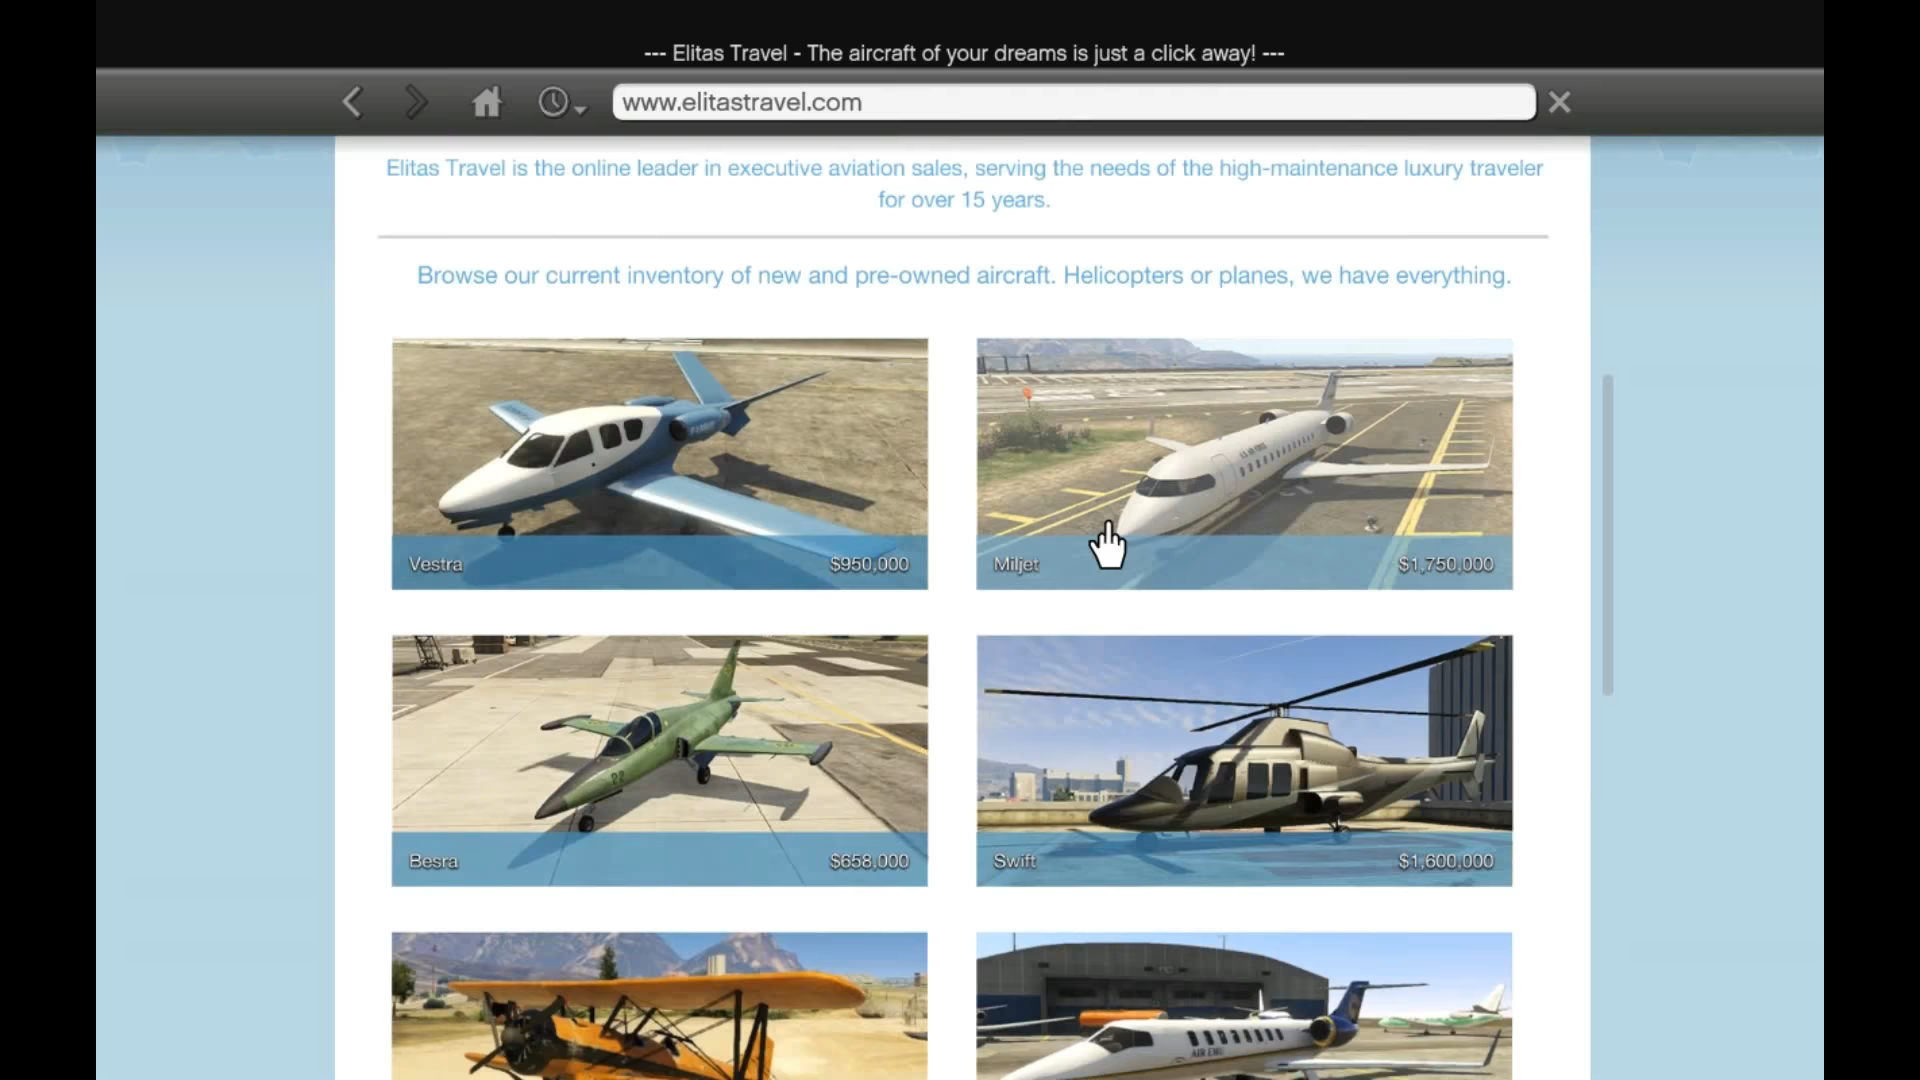 --- Elitas Travel - The aircraft of your dreams is just a click away! ---
www.elitastravel.com
Elitas Travel is the online leader in executive aviation sales, serving the needs of the high-maintenance luxury traveler
for over 15 years.
Browse our current inventory of new and pre-owned aircraft. Helicopters or planes, we have everything.
Vestra $950,000
Miljet $1,750,000
22
Besra $658,000
Swift $1,600,000
AIR EMU